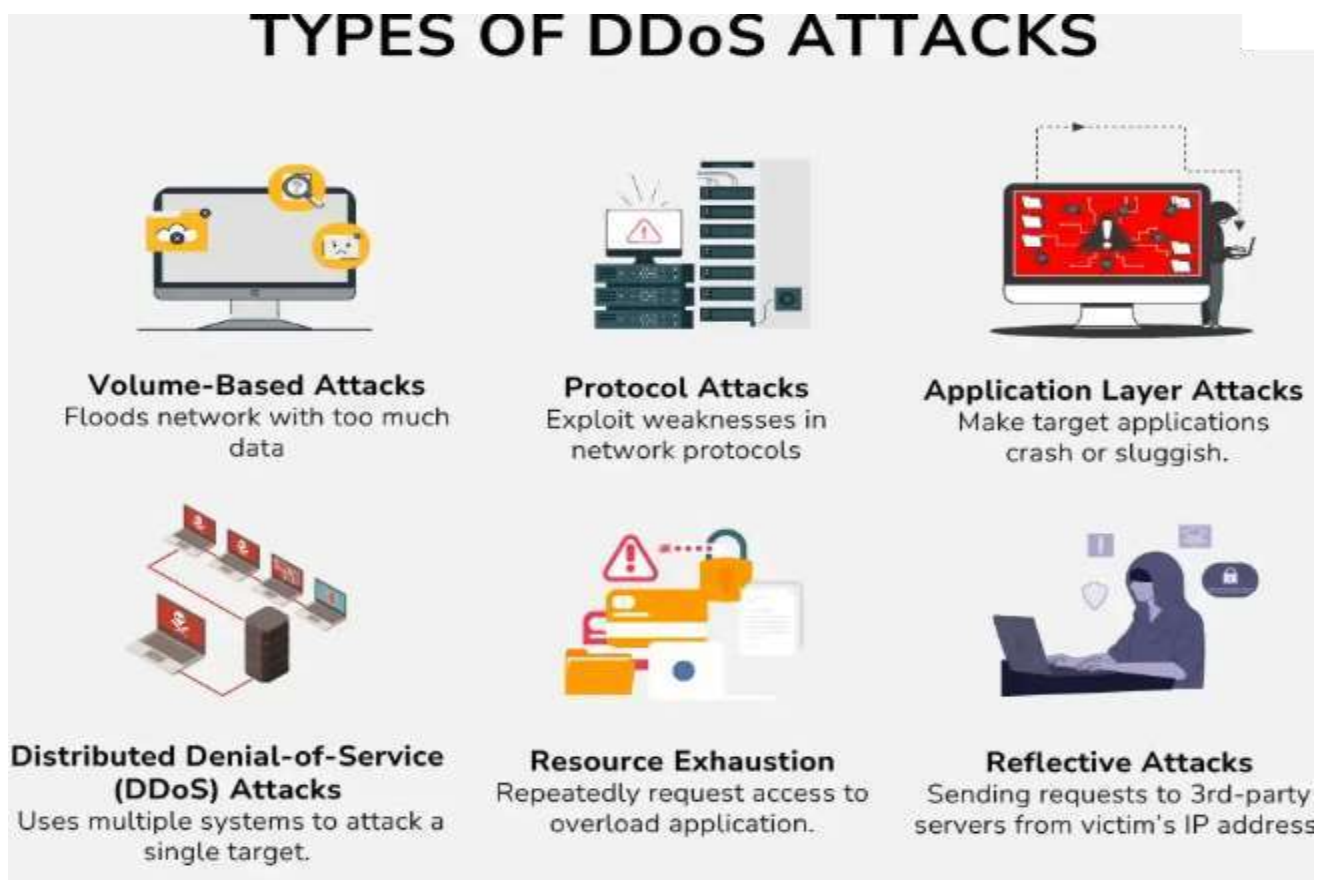 TYPES OF DDoS ATTACKS
Volume-Based Attacks
Floods network with too much
data
Protocol Attacks
Exploit weaknesses in
network protocols
Application Layer Attacks
Make target applications
crash or sluggish.
Distributed Denial-of-Service
(DDoS) Attacks
Uses multiple systems to attack a
single target.
Resource Exhaustion
Repeatedly request access to
overload application.
Reflective Attacks
Sending requests to 3rd-party
servers from victim's IP address